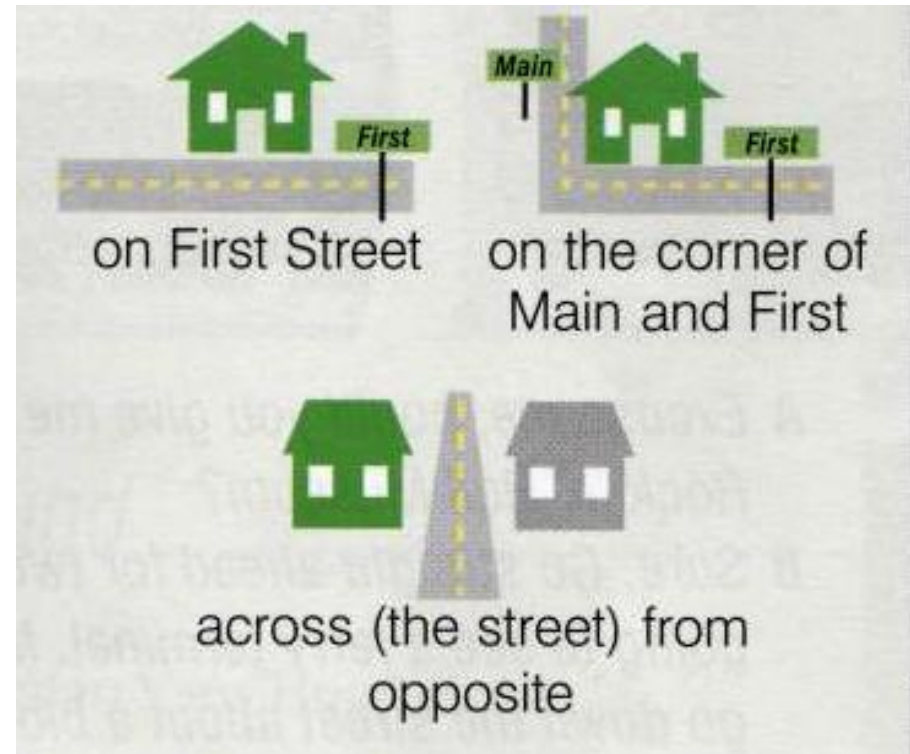 First
on First Street
Main
First
on the corner of
Main and First
across (the street) from
opposite